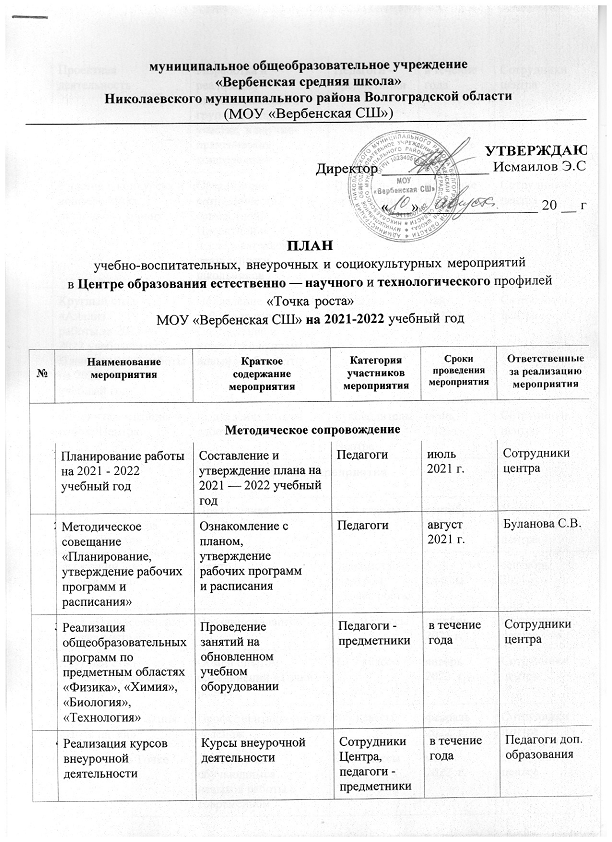 муниципальное общеобразовательное учреждение
«Вербенская средняя школа»
Николаевского муниципального района Волгоградской области
(МОУ «Вербенская СШ»)
УТВЕРЖДАЮ
Директор Исмаилов Э.С
МОУ
«Вербенская СШ»
«10» август 20 г
ПЛАН
учебно-воспитательных, внеурочных и социокультурных мероприятий
в Центре образования естественно — научного и технологического профилей
«Точка роста»
МОУ «Вербенская СШ» на 2021-2022 учебный год
№
Наименование
мероприятия
Краткое
содержание
мероприятия
Категория
участников
мероприятия
Сроки
проведения
мероприятия
Ответственные
за реализацию
мероприятия
Методическое сопровождение
Планирование работы
на 2021 - 2022
учебный год
Составление и
утверждение плана на
2021 — 2022 учебный
год
Педагоги
июль
2021 г.
Сотрудники
центра
Методическое
совещание
«Планирование,
утверждение рабочих
программ и
расписания»
Ознакомление с
планом,
утверждение
рабочих программ
и расписания
Педагоги
август
2021 г.
Буланова С.В.
Реализация
общеобразовательных
программ по
предметным областях
«Физика», «Химия»,
«Биология»,
«Технология»
Проведение
занятий на
обновленном
учебном
оборудовании
Педагоги -
предметники
в течение
года
Сотрудники
центра
Реализация курсов
внеурочной
деятельности
Курсы внеурочной
деятельности
Сотрудники
Центра,
педагоги -
предметники
в течение
года
Педагоги доп.
образования